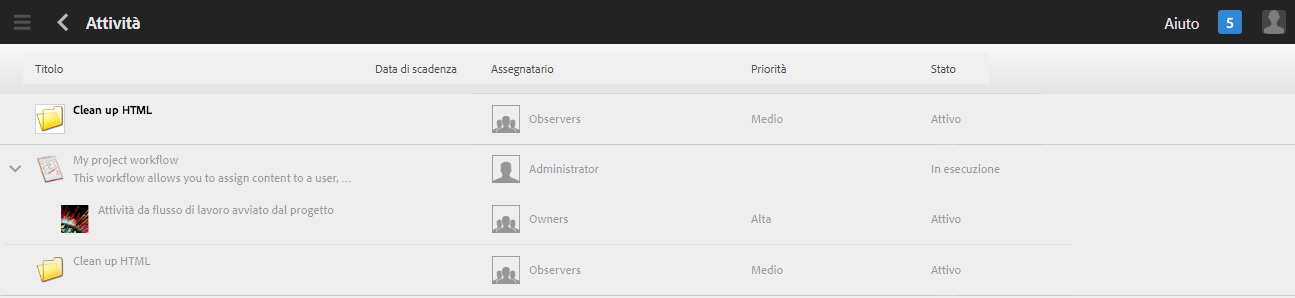 Attività
Aiuto 5
Titolo Data di scadenza Assegnatario Priorità Stato
Clean up HTML
Observers Medio Attivo
My project workflow
This workflow allows you to assign content to a user, ...
Administrator In esecuzione
Attività da flusso di lavoro avviato dal progetto
Owners Alta Attivo
Clean up HTML
Observers Medio Attivo